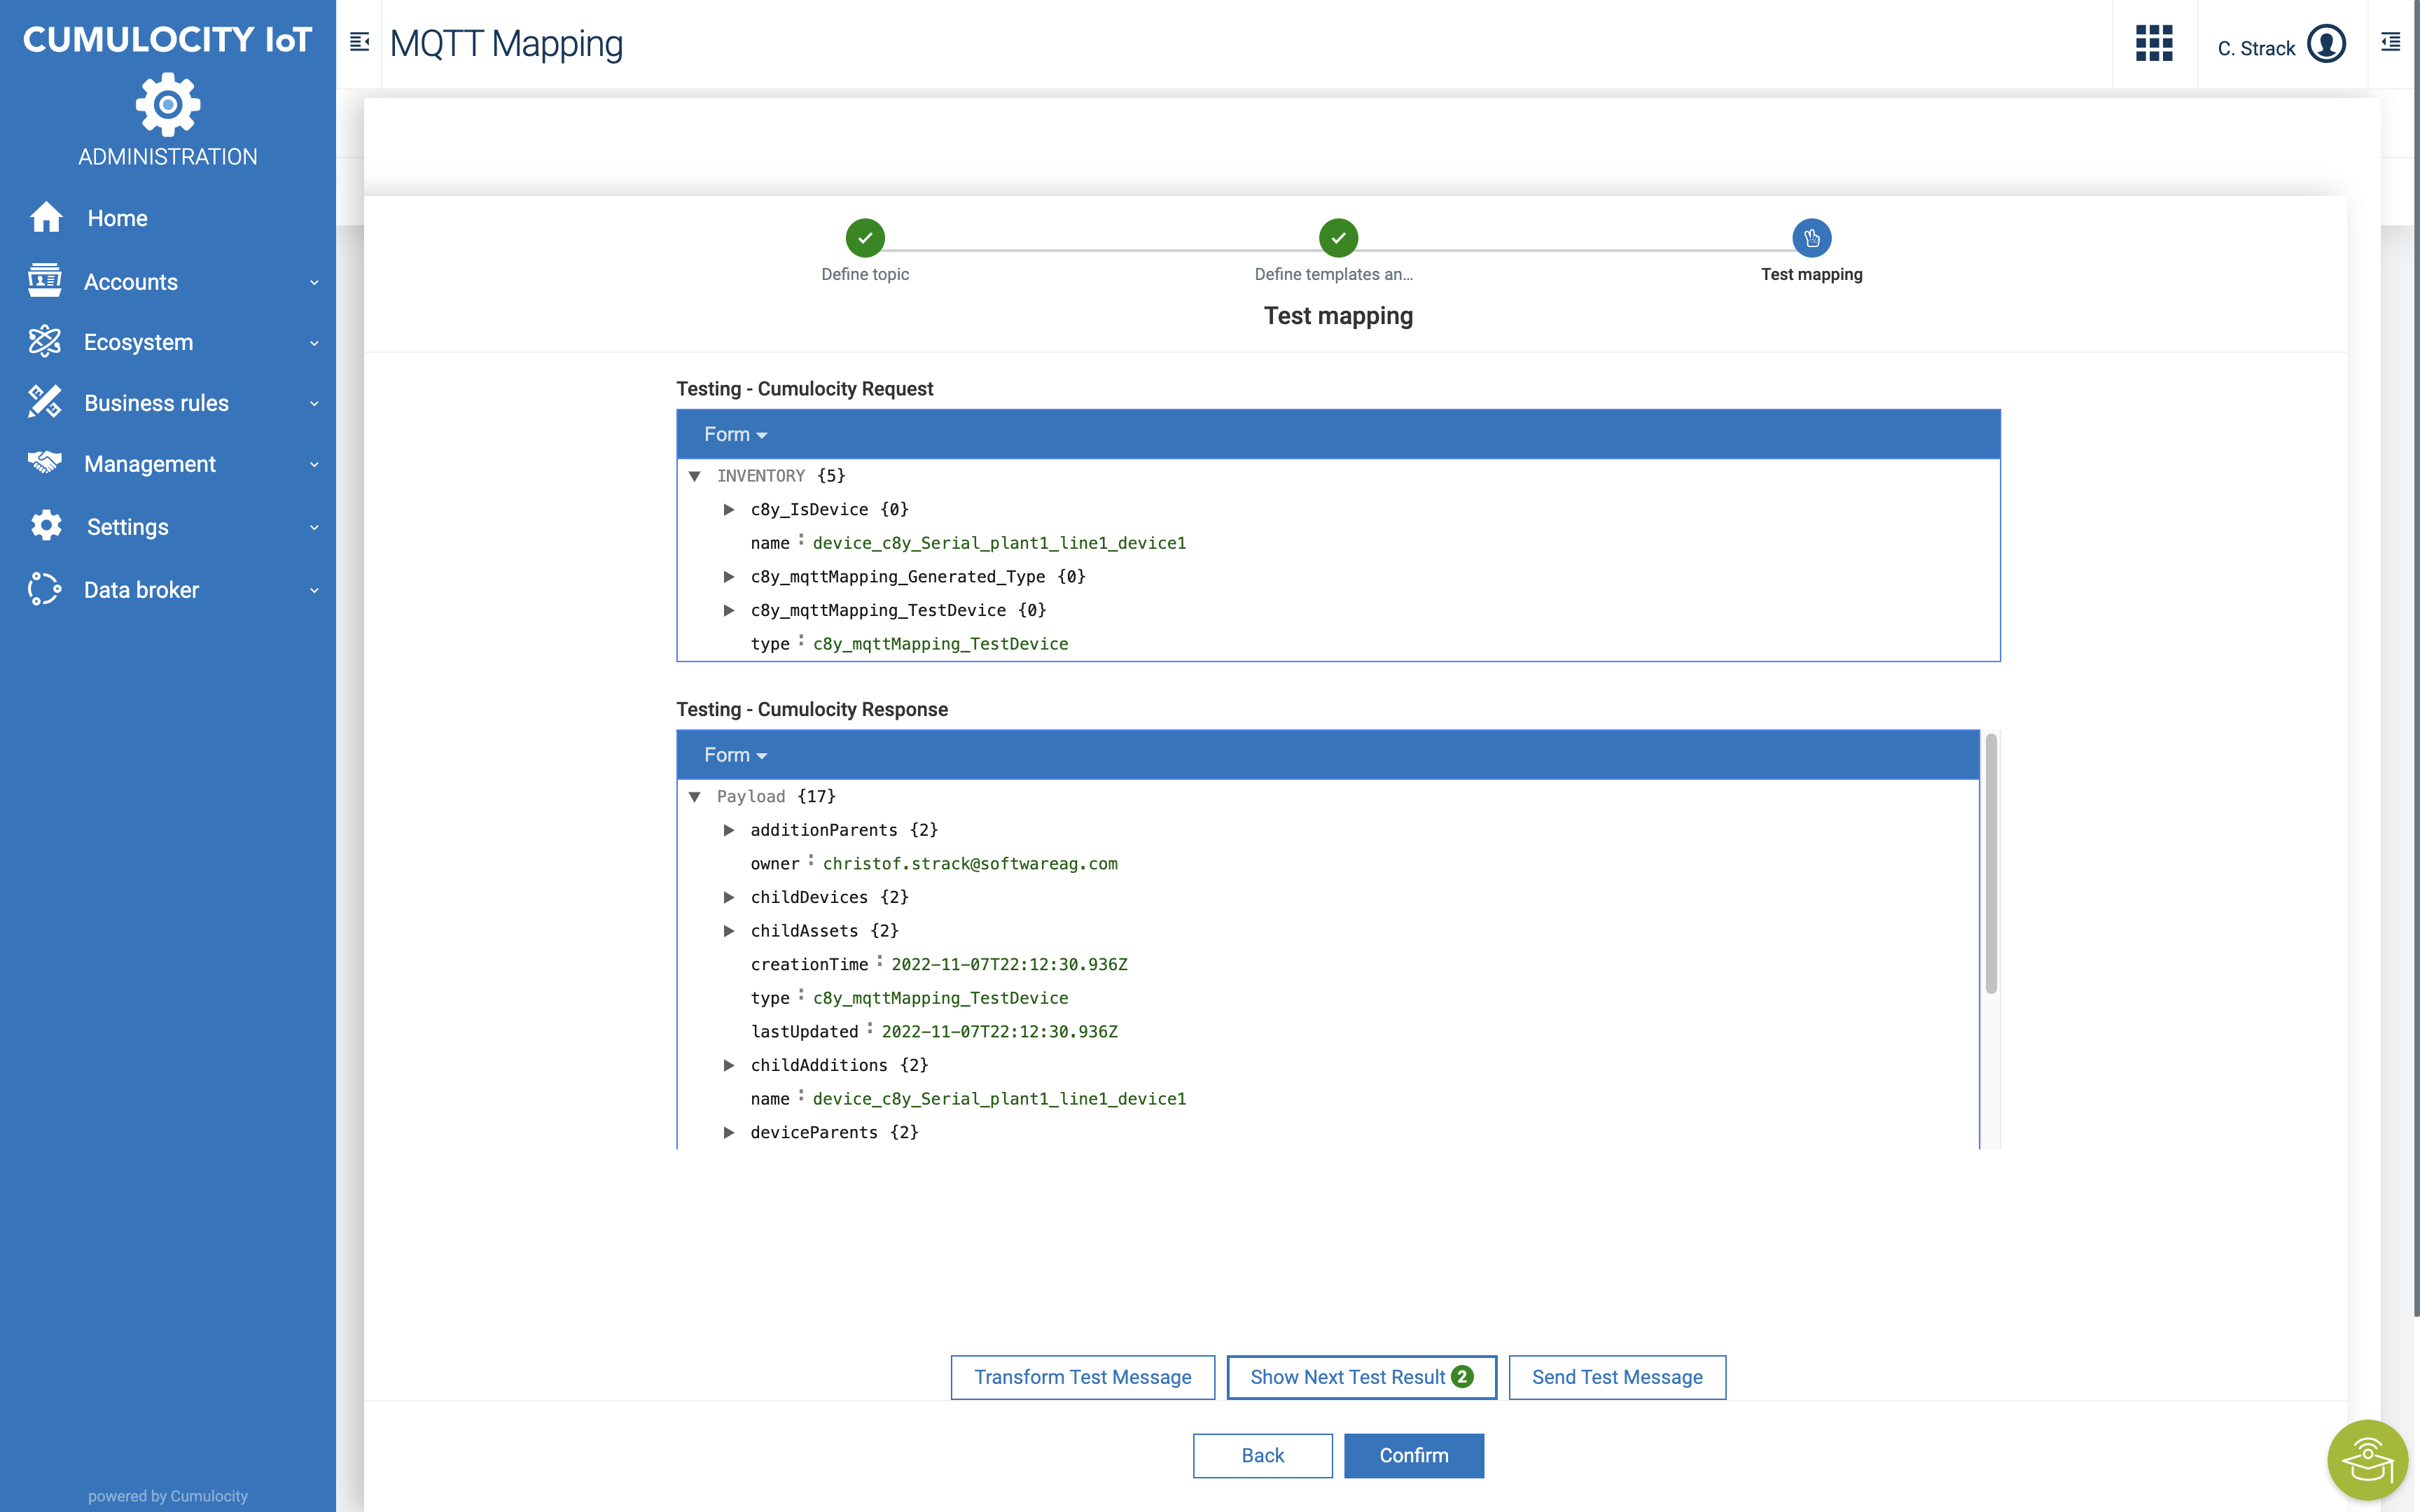 CUMULOCITY IoT
ADMINISTRATION
Home
Accounts
Ecosystem
Business rules
Management
Settings
Data broker
powered by Cumulocity
MQTT Mapping
C. Strack
Define topic
Define templates an...
Test mapping
Test mapping
Testing - Cumulocity Request
Form
INVENTORY {5}
c8y_IsDevice {0}
name : device_c8y_Serial_plant1_line1_device1
c8y_mqttMapping_Generated_Type {0}
c8y_mqttMapping_TestDevice {0}
type : c8y_mqttMapping_TestDevice
Testing - Cumulocity Response
Form
Payload {17}
additionParents {2}
owner : christof.strack@softwareag.com
childDevices {2}
childAssets {2}
creationTime : 2022-11-07T22:12:30.936Z
type : c8y_mqttMapping_TestDevice
lastUpdated : 2022-11-07T22:12:30.936Z
childAdditions {2}
name : device_c8y_Serial_plant1_line1_device1
deviceParents {2}
Transform Test Message
Show Next Test Result 2
Send Test Message
Back
Confirm